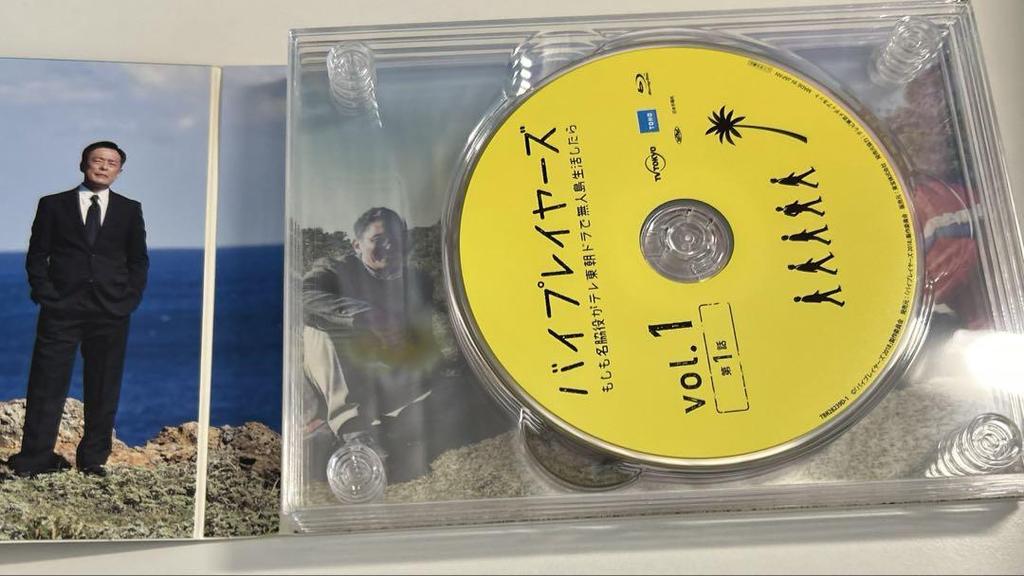 バイプレイヤーズ
もしも名脇役がテレ東朝ドラで無人島生活したら
TV TOKYO
TOHO
vol.1
第1話
TBR28239D-1